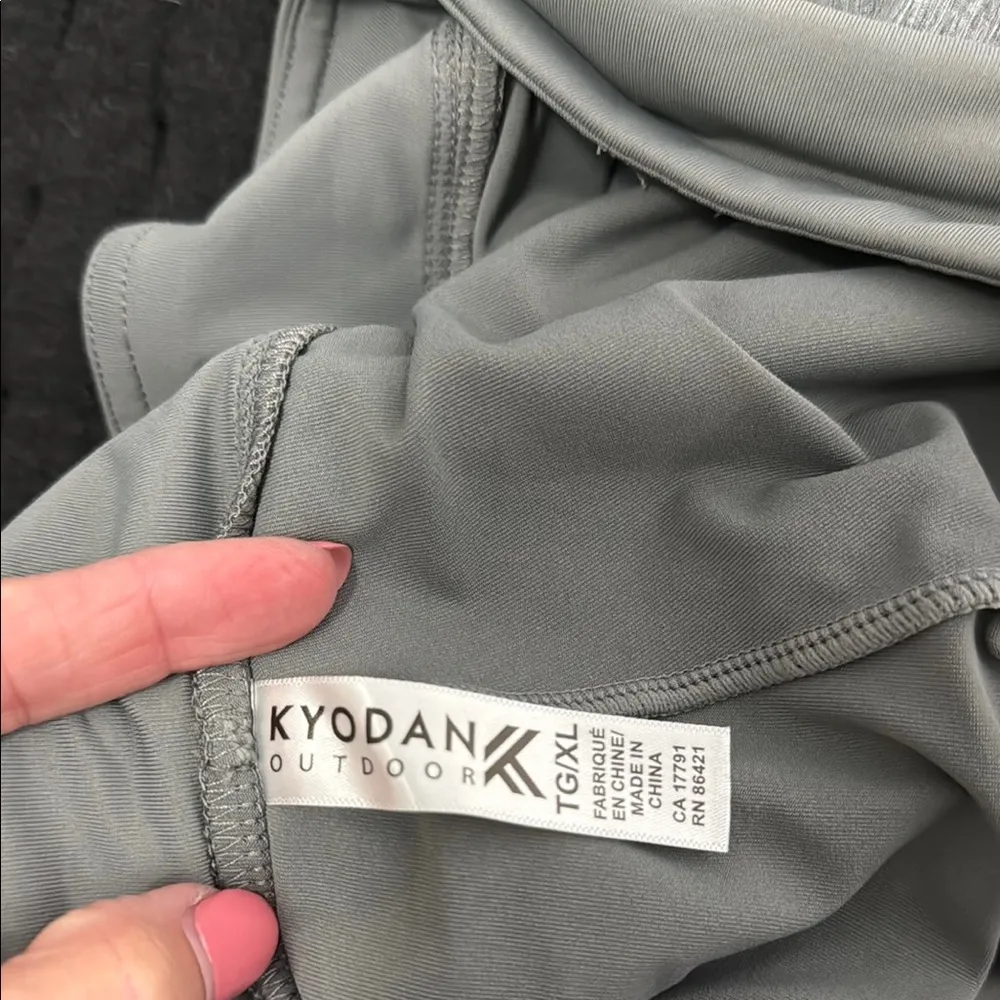 KYODAN
OUTDOOR
TG/XL
FABRIQUÉ
EN CHINE/
MADE IN
CHINA
CA 17791
RN 86421